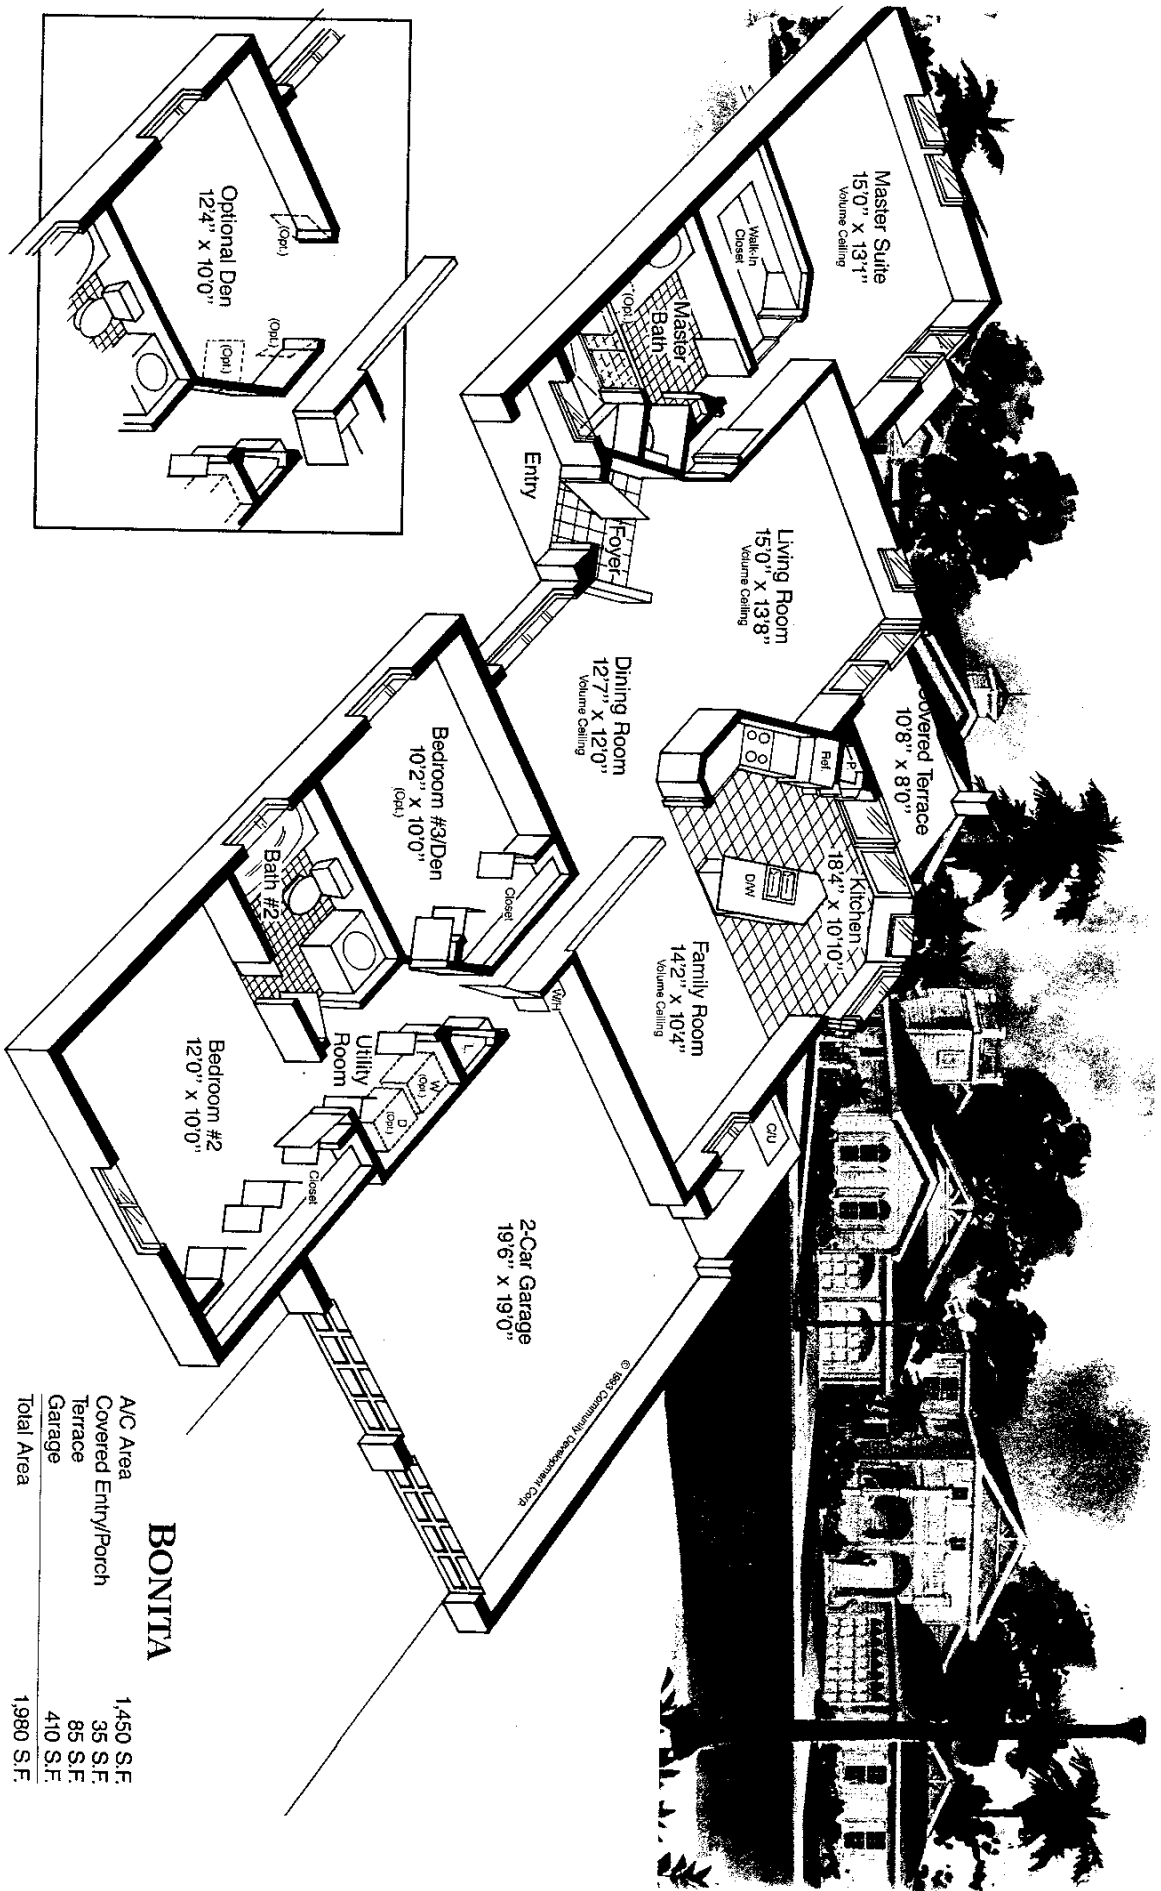 Master Suite
15'0" x 13'1"
Volume Ceiling
Walk-In
Closet
Master
Bath
(Opt.)
Living Room
15'0" x 13'8"
Volume Ceiling
Covered Terrace
10'8" x 8'0"
Entry
Foyer
Dining Room
12'7" x 12'0"
Volume Ceiling
Ref.
P
Kitchen
18'4" x 10'10"
D/W
Family Room
14'2" x 10'4"
Volume Ceiling
C/U
W/H
Bedroom #3/Den
10'2" x 10'0"
(Opt.)
Closet
Bath #2
Utility
Room
L
W
(Opt.)
D
(Opt.)
Bedroom #2
12'0" x 10'0"
Closet
2-Car Garage
19'6" x 19'0"
© 1993 Community Development Corp.
Optional Den
12'4" x 10'0"
(Opt.)
(Opt.)
(Opt.)
BONITA
A/C Area 1,450 S.F.
Covered Entry/Porch 35 S.F.
Terrace 85 S.F.
Garage 410 S.F.
Total Area 1,980 S.F.